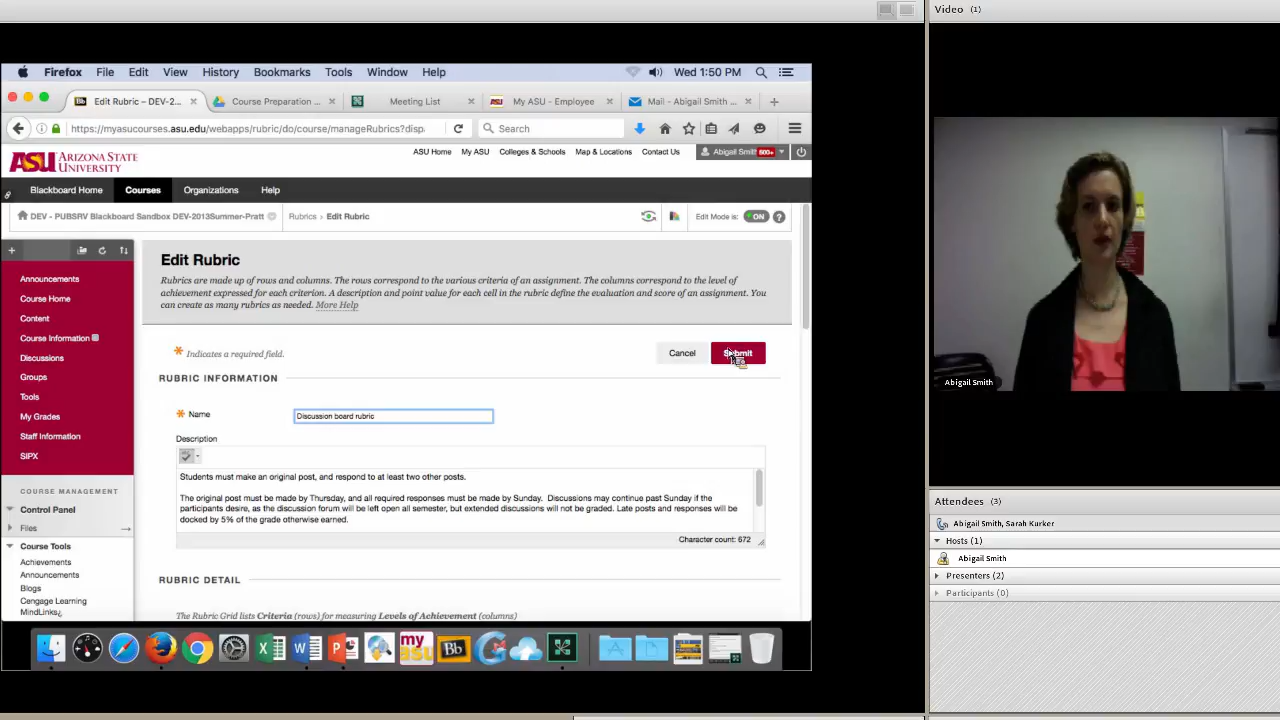 Video (1)
Firefox File Edit View History Bookmarks Tools Window Help
Wed 1:50 PM
Edit Rubric – DEV-2...
Course Preparation ...
Meeting List
My ASU - Employee
Mail - Abigail Smith ...
https://myasucourses.asu.edu/webapps/rubric/do/course/manageRubrics?disp
Search
ASU ARIZONA STATE UNIVERSITY
ASU Home My ASU Colleges & Schools Map & Locations Contact Us
Abigail Smith 500+
Blackboard Home Courses Organizations Help
DEV - PUBSRV Blackboard Sandbox DEV-2013Summer-Pratt
Rubrics › Edit Rubric
Edit Mode is: ON ?
Announcements
Course Home
Content
Course Information
Discussions
Groups
Tools
My Grades
Staff Information
SIPX
COURSE MANAGEMENT
Control Panel
Files
Course Tools
Achievements
Announcements
Blogs
Cengage Learning
MindLinks¿
Edit Rubric
Rubrics are made up of rows and columns. The rows correspond to the various criteria of an assignment. The columns correspond to the level of
achievement expressed for each criterion. A description and point value for each cell in the rubric define the evaluation and score of an assignment. You
can create as many rubrics as needed. More Help
Indicates a required field.
Cancel
Submit
RUBRIC INFORMATION
Name
Discussion board rubric
Description
Students must make an original post, and respond to at least two other posts.
The original post must be made by Thursday, and all required responses must be made by Sunday. Discussions may continue past Sunday if the
participants desire, as the discussion forum will be left open all semester, but extended discussions will not be graded. Late posts and responses will be
docked by 5% of the grade otherwise earned.
Character count: 672
RUBRIC DETAIL
The Rubric Grid lists Criteria (rows) for measuring Levels of Achievement (columns)
my asu
Bb
Abigail Smith
Attendees (3)
Abigail Smith, Sarah Kurker
Hosts (1)
Abigail Smith
Presenters (2)
Participants (0)